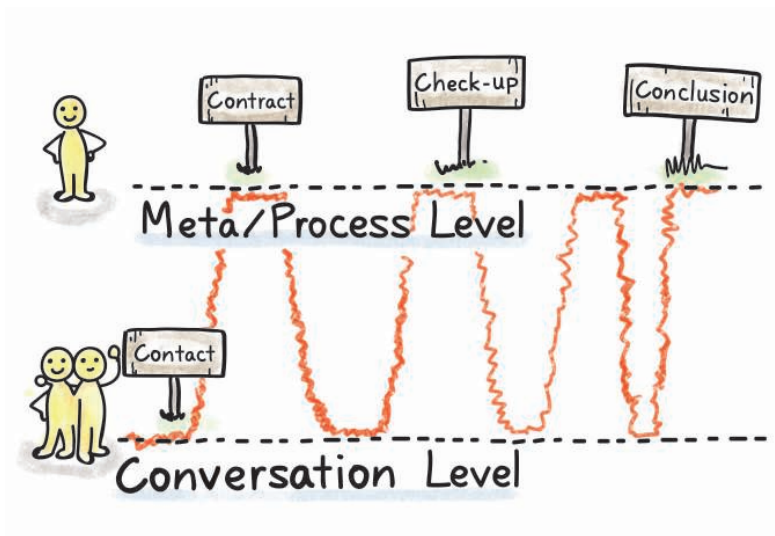 Contract
Check-up
Conclusion
Meta/Process Level
Contact
Conversation Level